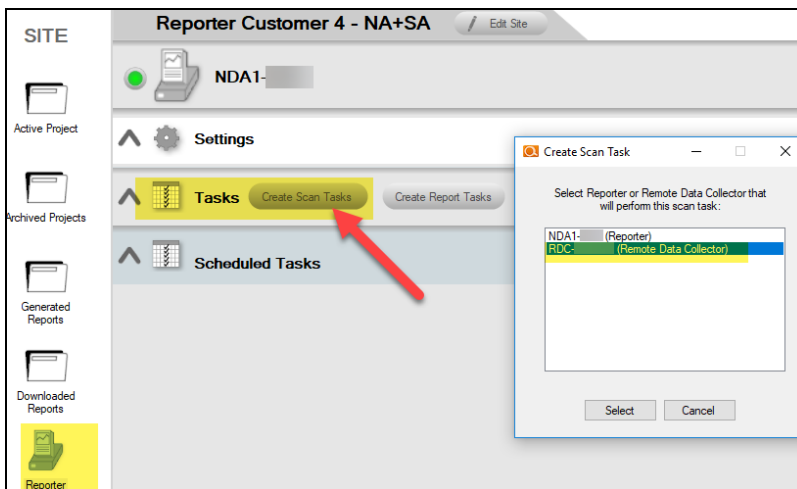 SITE
Reporter Customer 4 - NA+SA
Edit Site
NDA1-
Active Project
Settings
Tasks
Create Scan Tasks
Create Report Tasks
Archived Projects
Scheduled Tasks
Generated
Reports
Downloaded
Reports
Reporter
Create Scan Task
Select Reporter or Remote Data Collector that
will perform this scan task:
NDA1- (Reporter)
RDC- (Remote Data Collector)
Select
Cancel